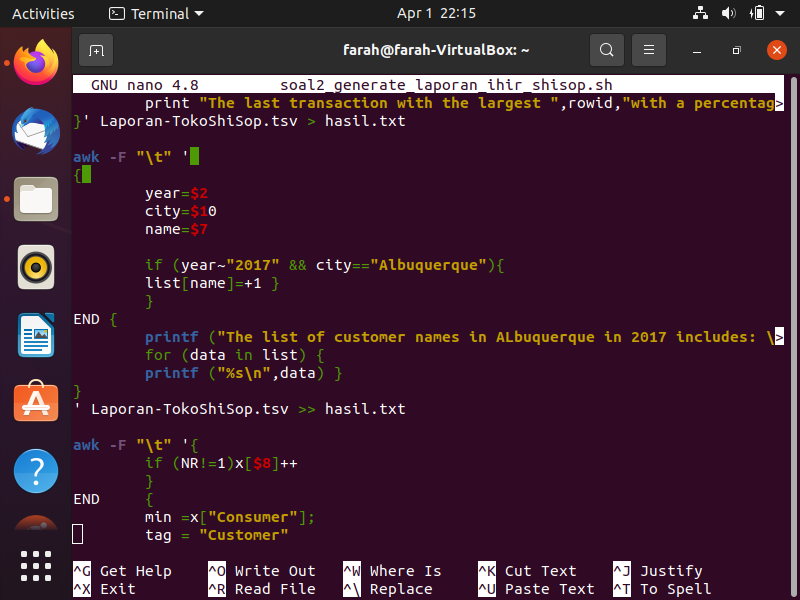 Activities Terminal Apr 1 22:15
farah@farah-VirtualBox: ~
GNU nano 4.8 soal2_generate_laporan_ihir_shisop.sh
print "The last transaction with the largest ",rowid,"with a percentag>
}' Laporan-TokoShiSop.tsv > hasil.txt
awk -F "\t" '
{
year=$2
city=$10
name=$7
if (year~"2017" && city=="Albuquerque"){
list[name]=+1 }
}
END {
printf ("The list of customer names in ALbuquerque in 2017 includes: \>
for (data in list) {
printf ("%s\n",data) }
}
' Laporan-TokoShiSop.tsv >> hasil.txt
awk -F "\t" '{
if (NR!=1)x[$8]++
}
END {
min =x["Consumer"];
tag = "Customer"
^G Get Help ^O Write Out ^W Where Is ^K Cut Text ^J Justify
^X Exit ^R Read File ^\ Replace ^U Paste Text ^T To Spell